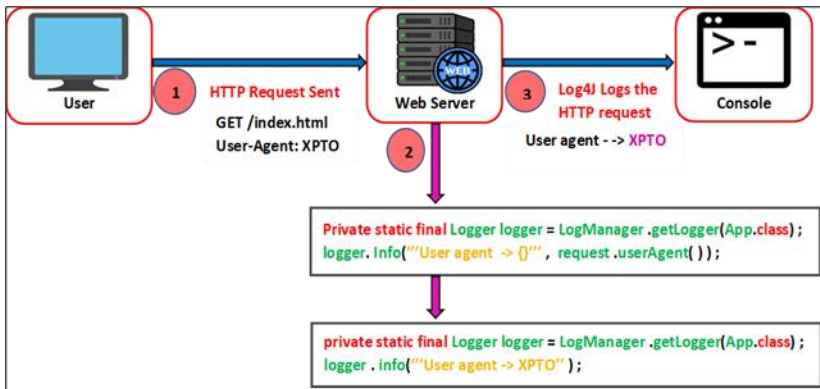 User
1
HTTP Request Sent
GET /index.html
User-Agent: XPTO
WEB
Web Server
2
3
Log4J Logs the
HTTP request
User agent - -> XPTO
>-
Console
Private static final Logger logger = LogManager .getLogger(App.class) ;
logger. Info(‘‘’User agent -> {}’’’ , request .userAgent( ) ) ;
private static final Logger logger = LogManager .getLogger(App.class) ;
logger . info(‘‘’User agent -> XPTO’’ ) ;